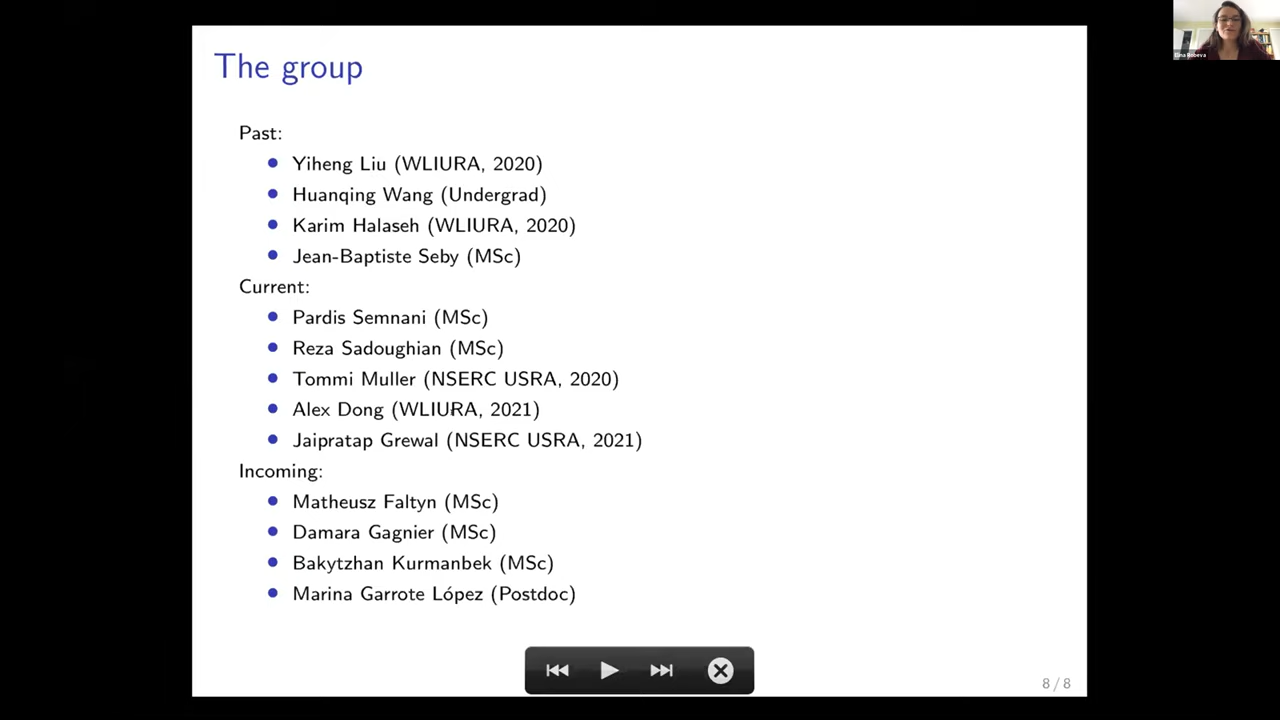 The group
Past:
Yiheng Liu (WLIURA, 2020)
Huanqing Wang (Undergrad)
Karim Halaseh (WLIURA, 2020)
Jean-Baptiste Seby (MSc)
Current:
Pardis Semnani (MSc)
Reza Sadoughian (MSc)
Tommi Muller (NSERC USRA, 2020)
Alex Dong (WLIURA, 2021)
Jaipratap Grewal (NSERC USRA, 2021)
Incoming:
Matheusz Faltyn (MSc)
Damara Gagnier (MSc)
Bakytzhan Kurmanbek (MSc)
Marina Garrote López (Postdoc)
8 / 8
Elina Robeva